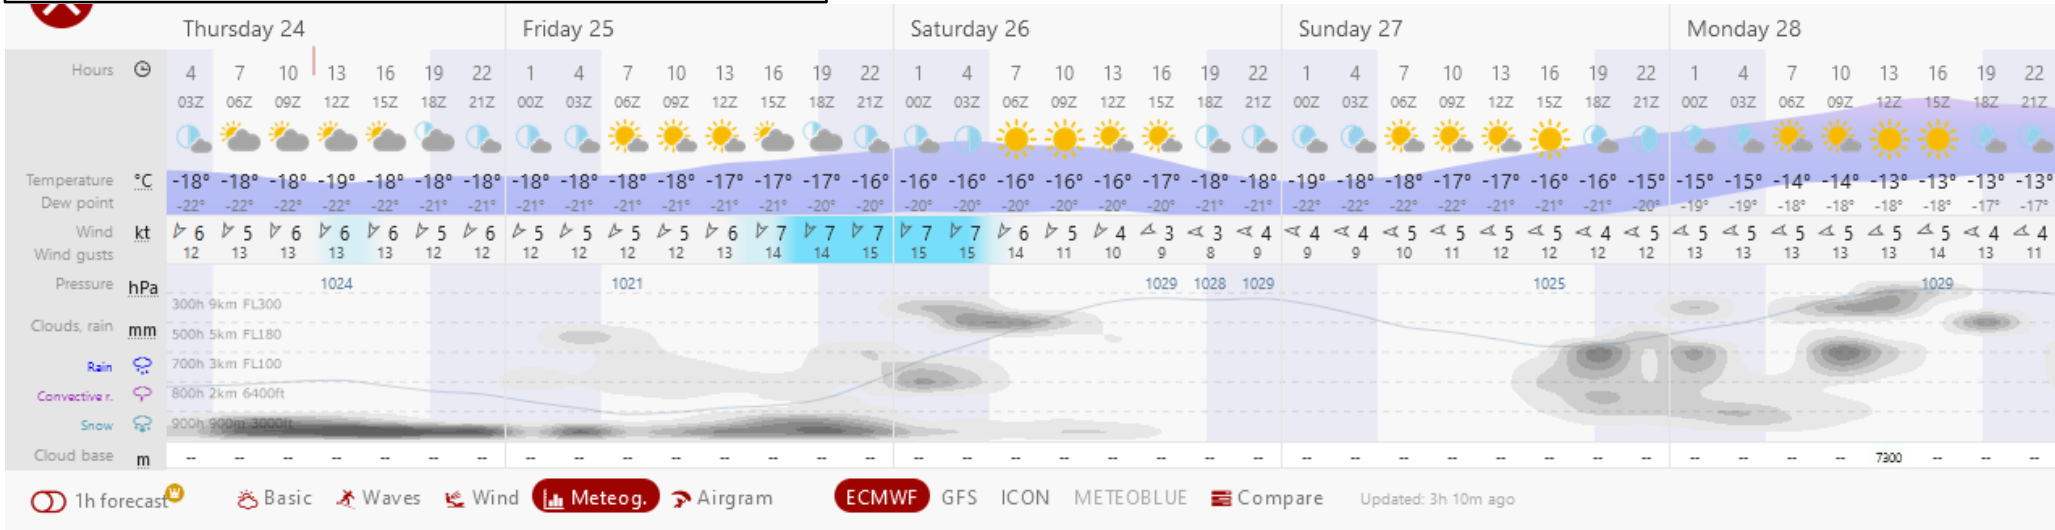 Thursday 24 Friday 25 Saturday 26 Sunday 27 Monday 28
Hours 4 7 10 13 16 19 22 1 4 7 10 13 16 19 22 1 4 7 10 13 16 19 22 1 4 7 10 13 16 19 22 1 4 7 10 13 16 19 22
03Z 06Z 09Z 12Z 15Z 18Z 21Z 00Z 03Z 06Z 09Z 12Z 15Z 18Z 21Z 00Z 03Z 06Z 09Z 12Z 15Z 18Z 21Z 00Z 03Z 06Z 09Z 12Z 15Z 18Z 21Z 00Z 03Z 06Z 09Z 12Z 15Z 18Z 21Z
Temperature °C -18° -18° -18° -19° -18° -18° -18° -18° -18° -18° -18° -17° -17° -17° -16° -16° -16° -16° -16° -16° -17° -18° -18° -19° -18° -18° -17° -17° -16° -16° -15° -15° -15° -14° -14° -13° -13° -13° -13°
Dew point -22° -22° -22° -22° -22° -21° -21° -21° -21° -21° -21° -21° -20° -20° -20° -20° -20° -20° -20° -20° -20° -21° -21° -22° -22° -22° -21° -22° -21° -21° -20° -19° -19° -18° -18° -18° -18° -17° -17°
Wind kt 6 5 6 6 6 5 6 5 5 5 5 6 7 7 7 7 7 6 5 4 3 3 4 4 4 5 5 5 5 4 5 5 5 5 5 5 5 4 4
Wind gusts 12 13 13 13 13 12 12 12 12 12 12 13 14 14 15 15 15 14 11 10 9 8 9 9 9 10 11 12 12 12 12 13 13 13 13 13 14 13 11
Pressure hPa 1024 1021 1029 1028 1029 1025 1029
300h 9km FL300
Clouds, rain mm
500h 5km FL180
Rain 700h 3km FL100
Convective r. 800h 2km 6400ft
Snow 900h 900m 3000ft
Cloud base m -- -- -- -- -- -- -- -- -- -- -- -- -- -- -- -- -- -- -- -- -- -- -- -- -- -- -- -- -- -- -- -- -- -- -- 7300 -- -- --
1h forecast Basic Waves Wind Meteog. Airgram ECMWF GFS ICON METEOBLUE Compare Updated: 3h 10m ago